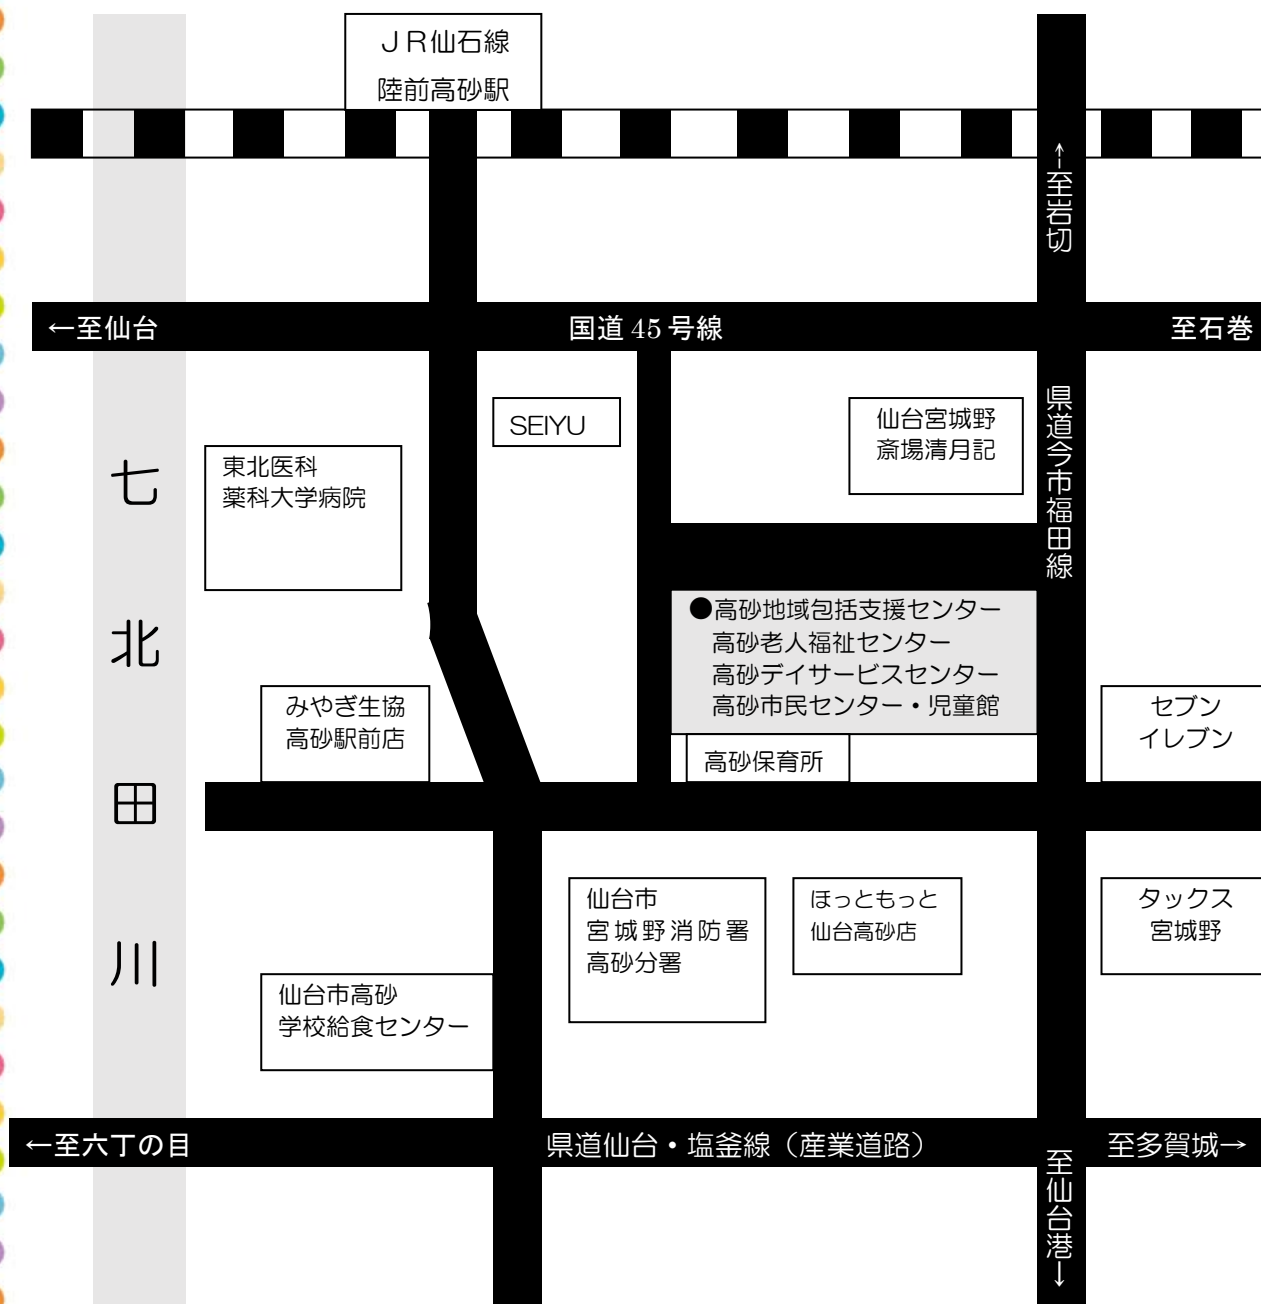 ＪＲ仙石線
陸前高砂駅
←至岩切
←至仙台
国道45号線
至石巻
県道今市福田線
SEIYU
仙台宮城野
斎場清月記
東北医科
薬科大学病院
七北田川
●高砂地域包括支援センター
高砂老人福祉センター
高砂デイサービスセンター
高砂市民センター・児童館
みやぎ生協
高砂駅前店
セブン
イレブン
高砂保育所
仙台市
宮城野消防署
高砂分署
ほっともっと
仙台高砂店
タックス
宮城野
仙台市高砂
学校給食センター
←至六丁の目
県道仙台・塩釜線（産業道路）
至多賀城→
至仙台港→